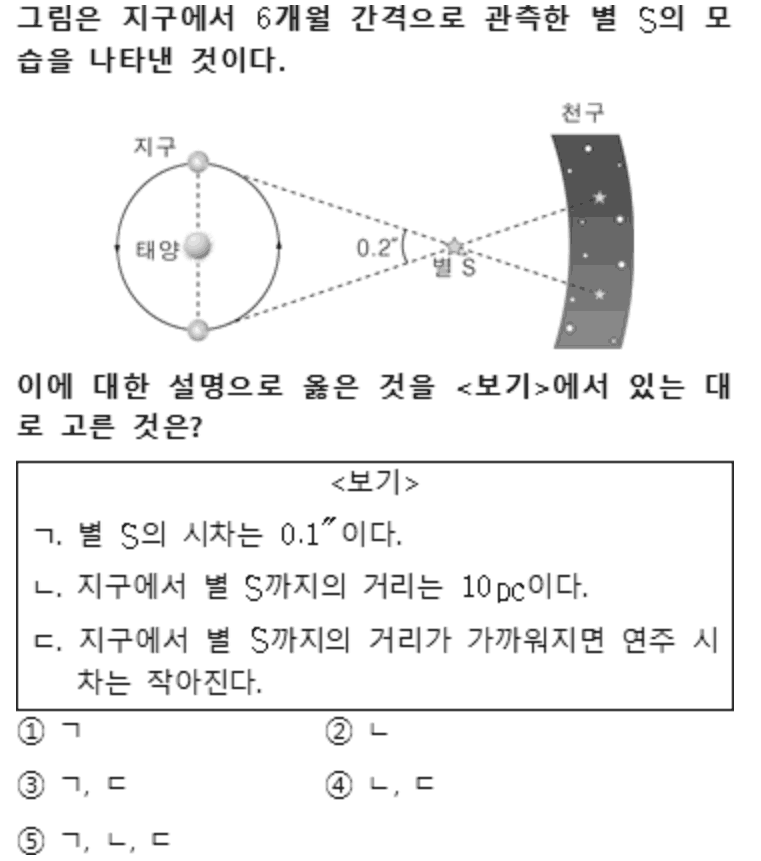 그림은 지구에서 6개월 간격으로 관측한 별 S의 모
습을 나타낸 것이다.
천구
지구
태양
0.2″
별 S
이에 대한 설명으로 옳은 것을 <보기>에서 있는 대
로 고른 것은?
<보기>
ㄱ. 별 S의 시차는 0.1″이다.
ㄴ. 지구에서 별 S까지의 거리는 10pc이다.
ㄷ. 지구에서 별 S까지의 거리가 가까워지면 연주 시
차는 작아진다.
① ㄱ ② ㄴ
③ ㄱ, ㄷ ④ ㄴ, ㄷ
⑤ ㄱ, ㄴ, ㄷ